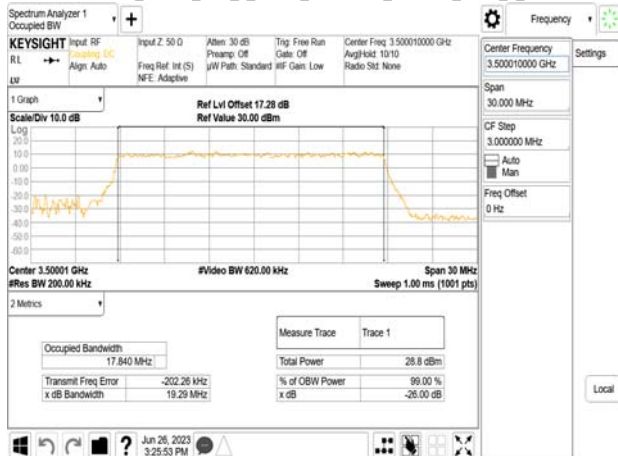 Spectrum Analyzer 1
Occupied BW
Frequency
KEYSIGHT
RL
Input: RF
Coupling: DC
Align: Auto
Input Z: 50 Ω
Freq Ref: Int (S)
NFE: Adaptive
Atten: 30 dB
Preamp: Off
µW Path: Standard
Trig: Free Run
Gate: Off
#IF Gain: Low
Center Freq: 3.500010000 GHz
Avg|Hold: 10/10
Radio Std: None
Center Frequency
3.500010000 GHz
Settings
Span
30.000 MHz
CF Step
3.000000 MHz
Auto
Man
Freq Offset
0 Hz
Local
1 Graph
Scale/Div 10.0 dB
Ref Lvl Offset 17.28 dB
Ref Value 30.00 dBm
Log
20.0
10.0
0.00
-10.0
-20.0
-30.0
-40.0
-50.0
-60.0
Center 3.50001 GHz
#Res BW 200.00 kHz
#Video BW 620.00 kHz
Span 30 MHz
Sweep 1.00 ms (1001 pts)
2 Metrics
Measure Trace Trace 1
Occupied Bandwidth
17.840 MHz
Total Power 28.8 dBm
Transmit Freq Error -202.26 kHz
% of OBW Power 99.00 %
x dB Bandwidth 19.29 MHz
x dB -26.00 dB
Jun 26, 2023
3:25:53 PM